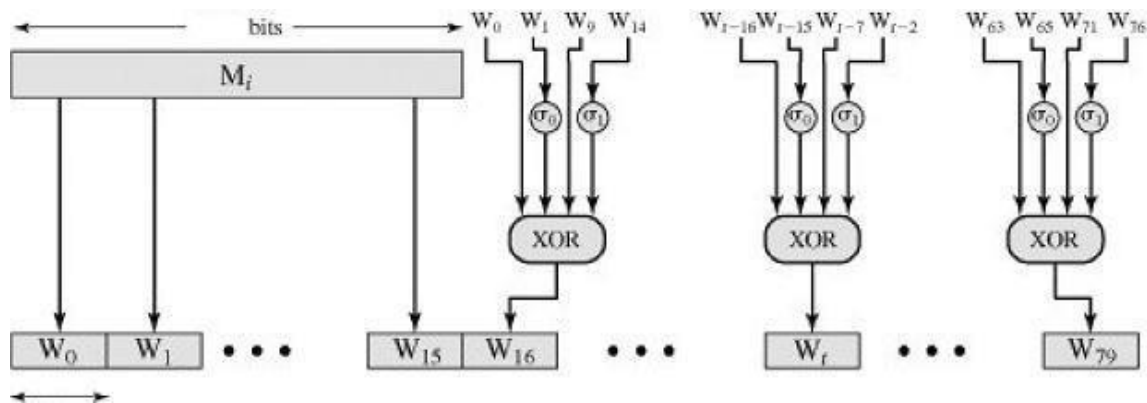 bits
W₀ W₁ W₉ W₁₄
Wₜ₋₁₆ Wₜ₋₁₅ Wₜ₋₇ Wₜ₋₂
W₆₃ W₆₅ W₇₁ W₇₆
Mᵢ
σ₀ σ₁
σ₀ σ₁
σ₀ σ₁
XOR
XOR
XOR
W₀ W₁ • • • W₁₅ W₁₆ • • • Wₜ • • • W₇₉